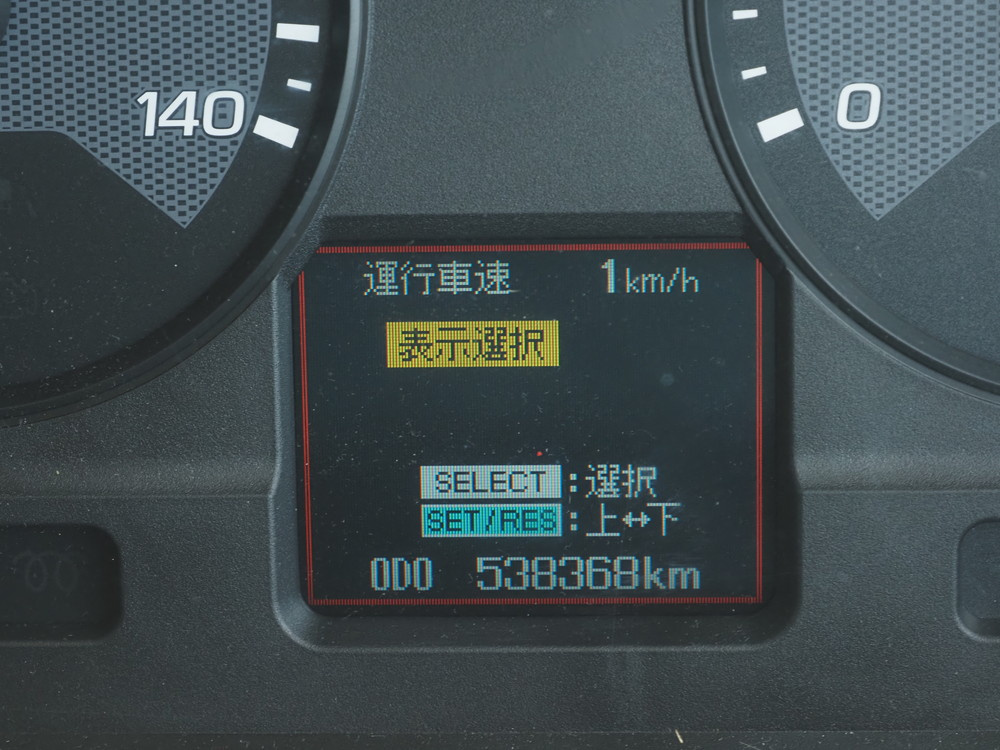 140
0
運行車速 1km/h
表示選択
SELECT :選択
SET/RES :上↔下
ODO 538368km